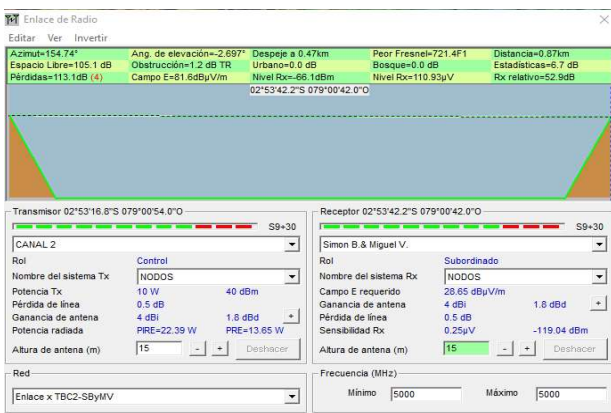 Enlace de Radio
Editar Ver Invertir
Azimut=154.74° Ang. de elevación=-2.697° Despeje a 0.47km Peor Fresnel=721.4F1 Distancia=0.87km
Espacio Libre=105.1 dB Obstrucción=1.2 dB TR Urbano=0.0 dB Bosque=0.0 dB Estadísticas=6.7 dB
Pérdidas=113.1dB (4) Campo E=81.6dBµV/m Nivel Rx=-66.1dBm Nivel Rx=110.93µV Rx relativo=52.9dB
02°53'42.2"S 079°00'42.0"O
Transmisor 02°53'16.8"S 079°00'54.0"O
S9+30
CANAL 2
Rol Control
Nombre del sistema Tx NODOS
Potencia Tx 10 W 40 dBm
Pérdida de línea 0.5 dB
Ganancia de antena 4 dBi 1.8 dBd +
Potencia radiada PIRE=22.39 W PRE=13.65 W
Altura de antena (m) 15 - + Deshacer
Receptor 02°53'42.2"S 079°00'42.0"O
S9+30
Simon B.& Miguel V.
Rol Subordinado
Nombre del sistema Rx NODOS
Campo E requerido 28.65 dBµV/m
Ganancia de antena 4 dBi 1.8 dBd +
Pérdida de línea 0.5 dB
Sensibilidad Rx 0.25µV -119.04 dBm
Altura de antena (m) 15 - + Deshacer
Red
Enlace x TBC2-SByMV
Frecuencia (MHz)
Mínimo 5000 Máximo 5000